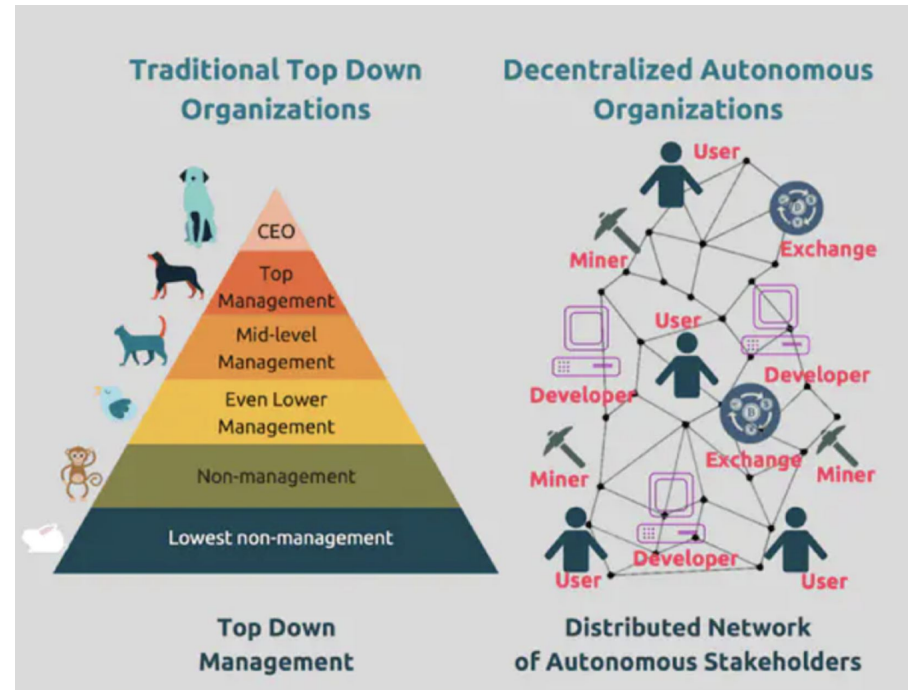 Traditional Top Down
Organizations
CEO
Top
Management
Mid-level
Management
Even Lower
Management
Non-management
Lowest non-management
Top Down
Management
Decentralized Autonomous
Organizations
User
Exchange
Miner
User
Developer
Developer
Exchange
Miner
Miner
Developer
User
User
Distributed Network
of Autonomous Stakeholders